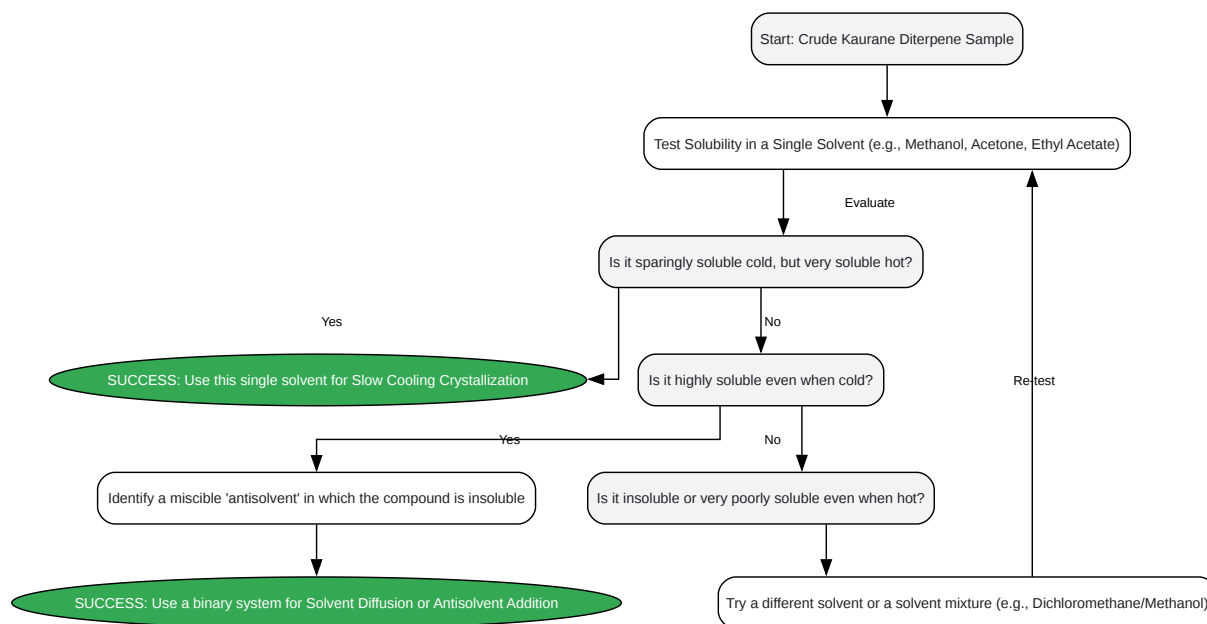 Start: Crude Kaurane Diterpene Sample
Test Solubility in a Single Solvent (e.g., Methanol, Acetone, Ethyl Acetate)
Evaluate
Is it sparingly soluble cold, but very soluble hot?
Yes
No
SUCCESS: Use this single solvent for Slow Cooling Crystallization
Is it highly soluble even when cold?
Re-test
Yes
No
Identify a miscible 'antisolvent' in which the compound is insoluble
Is it insoluble or very poorly soluble even when hot?
SUCCESS: Use a binary system for Solvent Diffusion or Antisolvent Addition
Try a different solvent or a solvent mixture (e.g., Dichloromethane/Methanol)